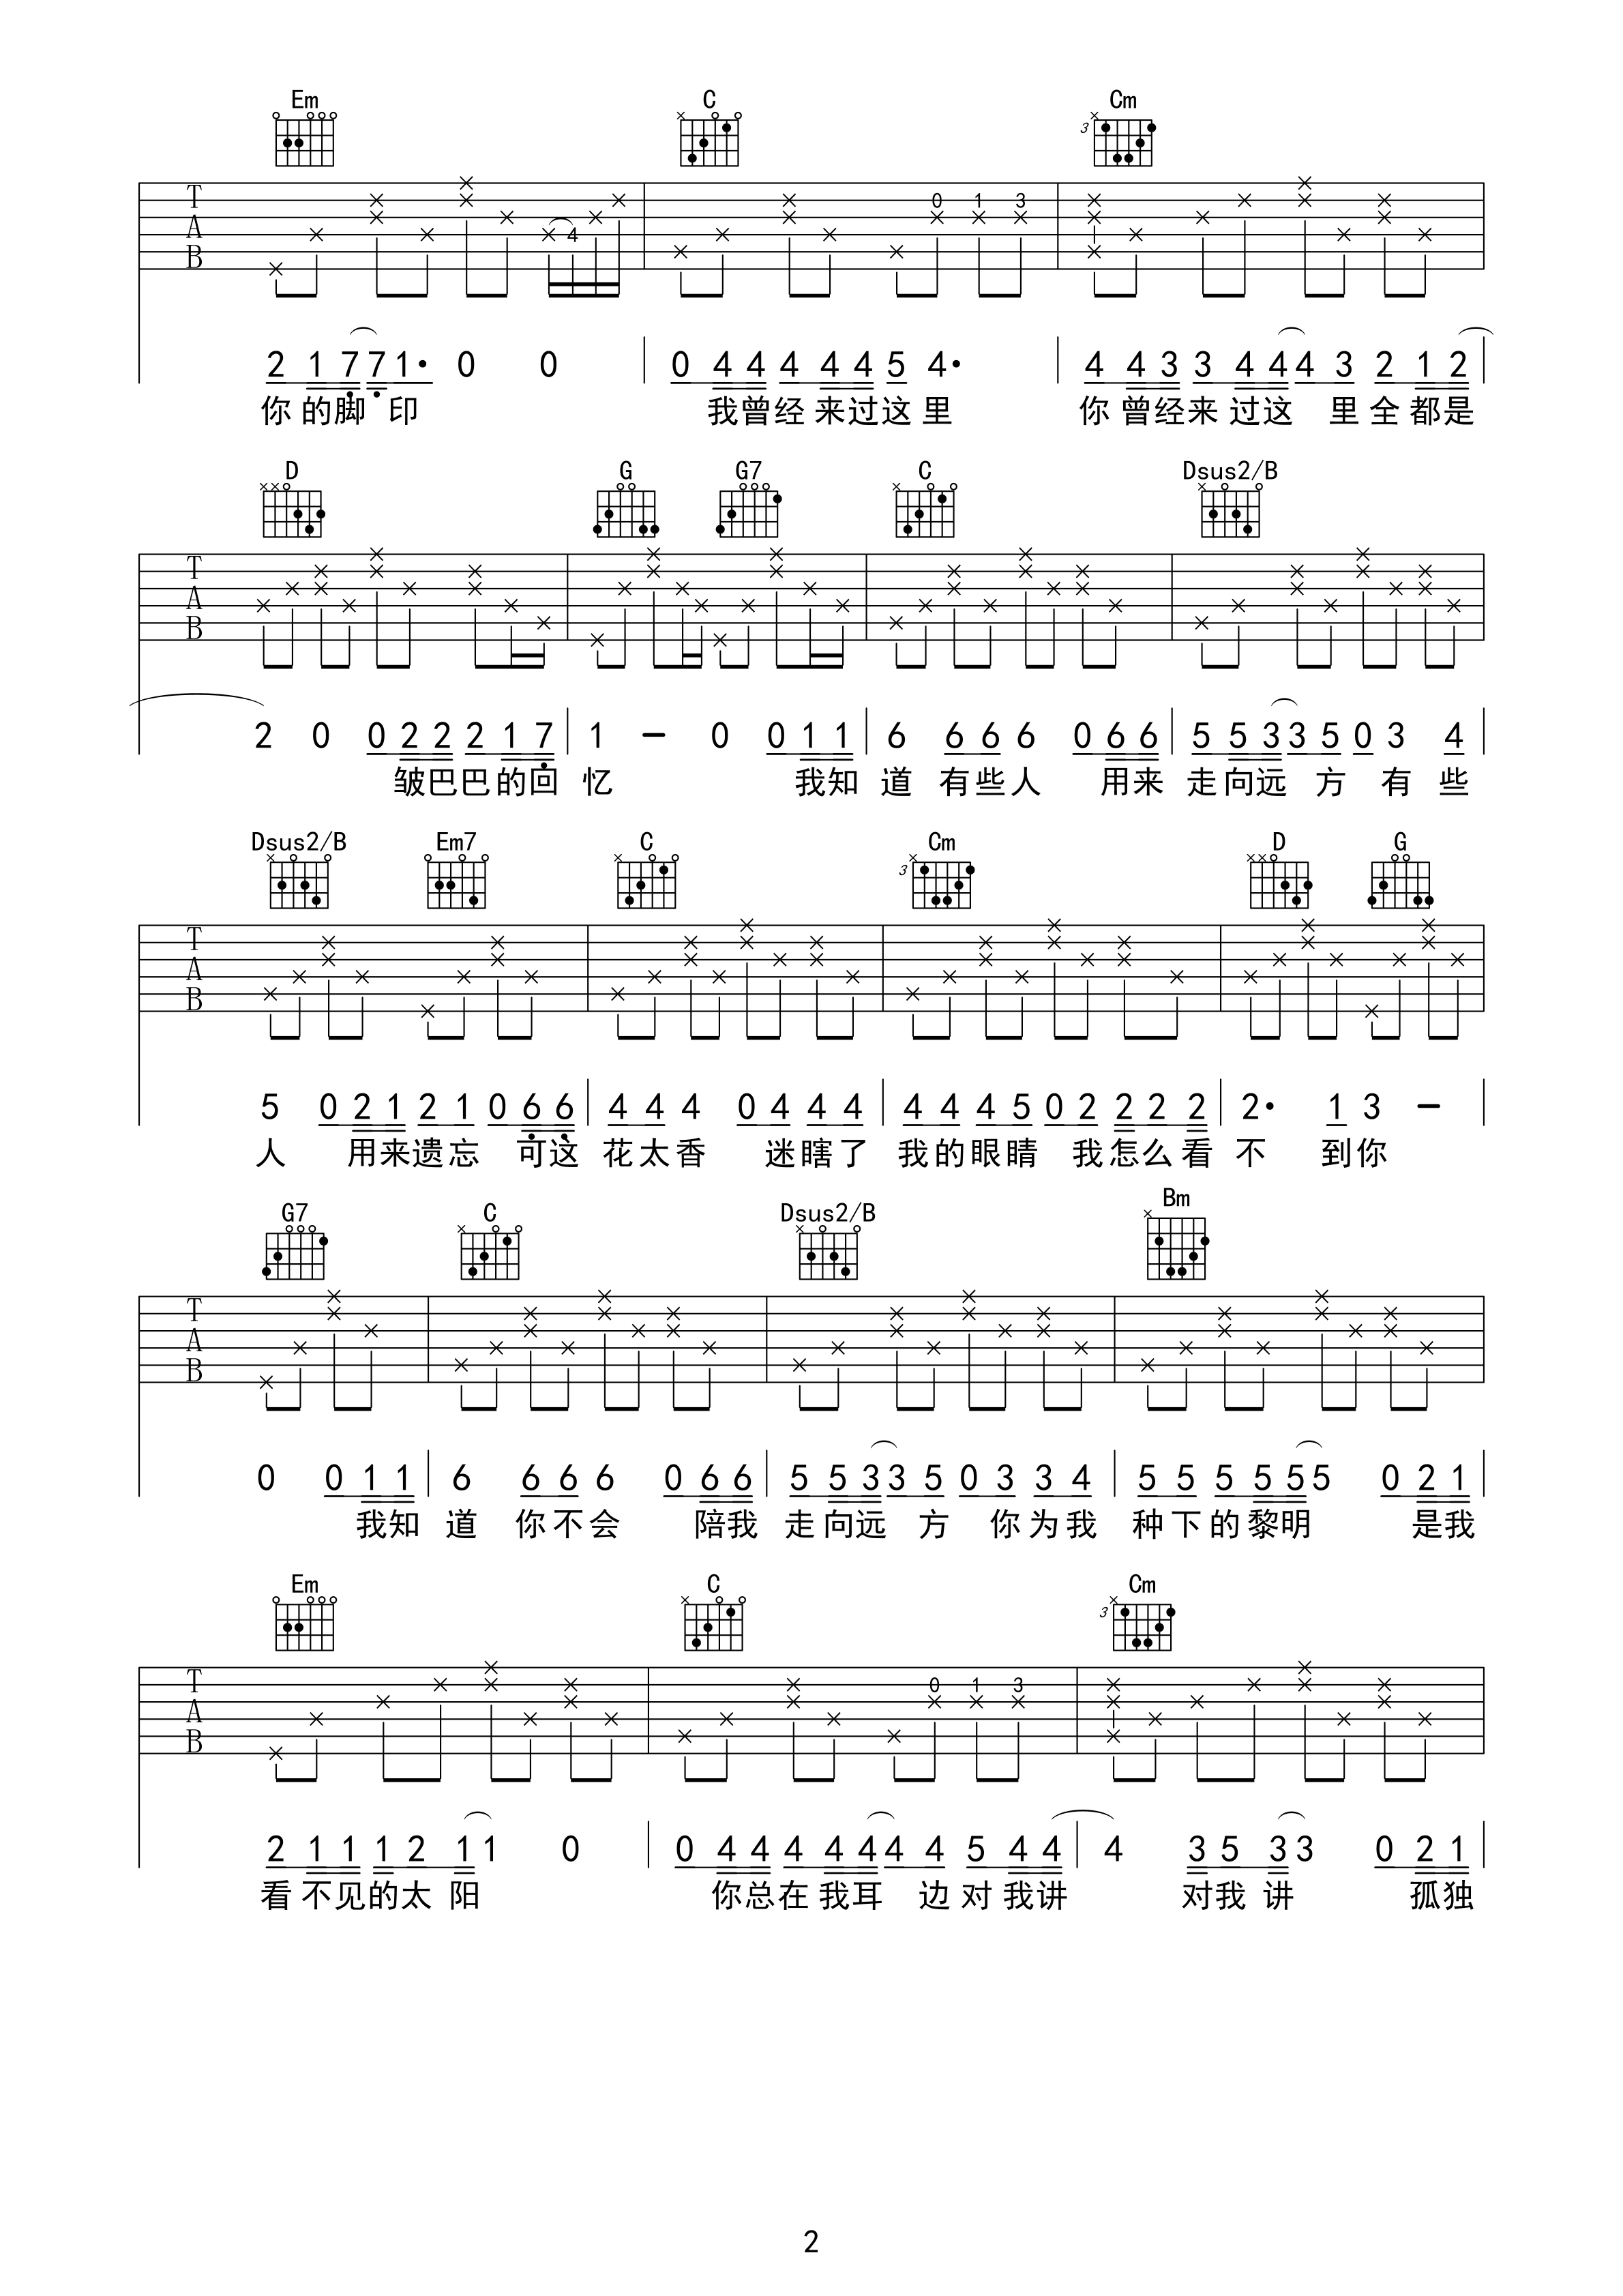 Em C Cm
3
T A B 4 0 1 3
2 1 7 7 1· 0 0 0 4 4 4 4 4 5 4· 4 4 3 3 4 4 4 3 2 1 2
你的脚 印 我曾经来过这里 你曾经来过这 里全都是
D G G7 C Dsus2/B
T A B
2 0 0 2 2 2 1 7 1 - 0 0 1 1 6 6 6 6 0 6 6 5 5 3 3 5 0 3 4
皱巴巴的回 忆 我知 道 有些人 用来 走向远 方 有 些
Dsus2/B Em7 C Cm D G
3
T A B
5 0 2 1 2 1 0 6 6 4 4 4 0 4 4 4 4 4 4 5 0 2 2 2 2 2· 1 3 -
人 用来遗忘 可这 花太香 迷瞎了 我的眼睛 我怎么看 不 到你
G7 C Dsus2/B Bm
T A B
0 0 1 1 6 6 6 6 0 6 6 5 5 3 3 5 0 3 3 4 5 5 5 5 5 5 0 2 1
我知 道 你不会 陪我 走向远 方 你为我 种下的黎明 是我
Em C Cm
3
T A B 0 1 3
2 1 1 1 2 1 1 0 0 4 4 4 4 4 4 4 5 4 4 4 3 5 3 3 0 2 1
看不见的太 阳 你总在我耳 边对我讲 对我 讲 孤独
2